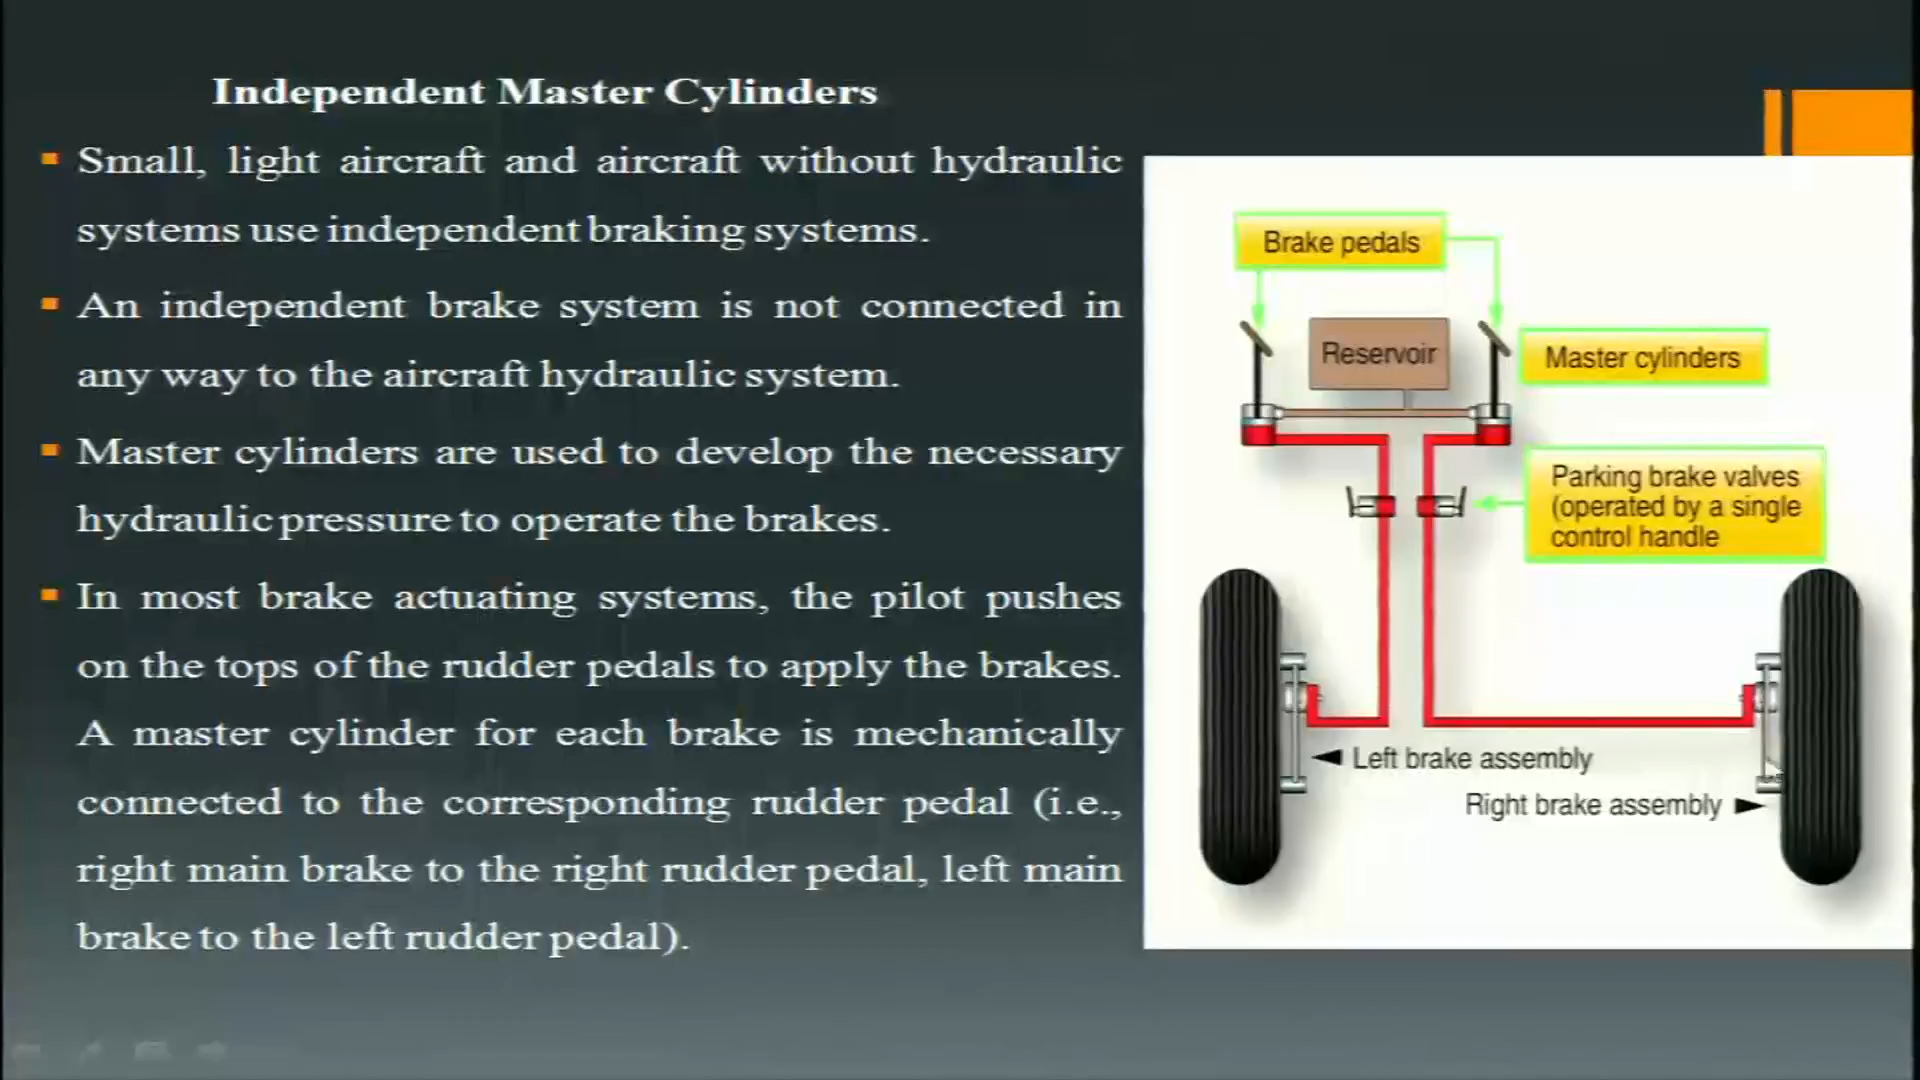 Independent Master Cylinders
Small, light aircraft and aircraft without hydraulic
systems use independent braking systems.
An independent brake system is not connected in
any way to the aircraft hydraulic system.
Master cylinders are used to develop the necessary
hydraulic pressure to operate the brakes.
In most brake actuating systems, the pilot pushes
on the tops of the rudder pedals to apply the brakes.
A master cylinder for each brake is mechanically
connected to the corresponding rudder pedal (i.e.,
right main brake to the right rudder pedal, left main
brake to the left rudder pedal).
Brake pedals
Reservoir
Master cylinders
Parking brake valves
(operated by a single
control handle
Left brake assembly
Right brake assembly